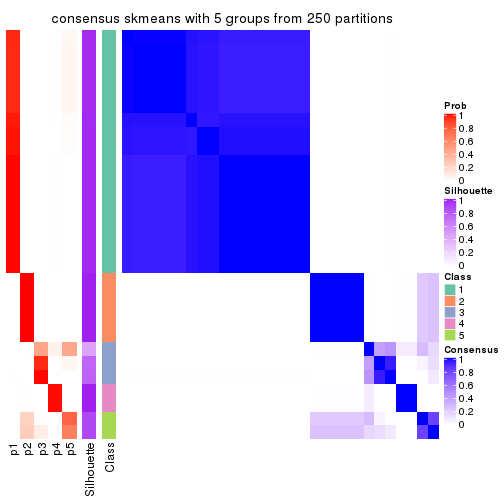 consensus skmeans with 5 groups from 250 partitions
Prob
1
0.8
0.6
0.4
0.2
0
Silhouette
1
0.8
0.6
0.4
0.2
0
Class
1
2
3
4
5
Consensus
1
0.8
0.6
0.4
0.2
0
p1
p2
p3
p4
p5
Silhouette
Class